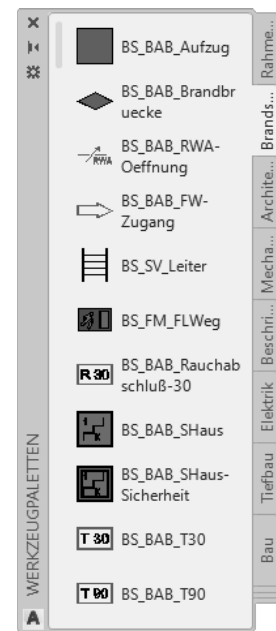 BS_BAB_Aufzug
BS_BAB_Brandbr
uecke
RWA
BS_BAB_RWA-
Oeffnung
BS_BAB_FW-
Zugang
BS_SV_Leiter
BS_FM_FLWeg
R 30
BS_BAB_Rauchab
schluß-30
BS_BAB_SHaus
BS_BAB_SHaus-
Sicherheit
T 30
BS_BAB_T30
T 90
BS_BAB_T90
WERKZEUGPALETTEN
Rahme...
Brands...
Archite...
Mecha...
Beschri...
Elektrik
Tiefbau
Bau